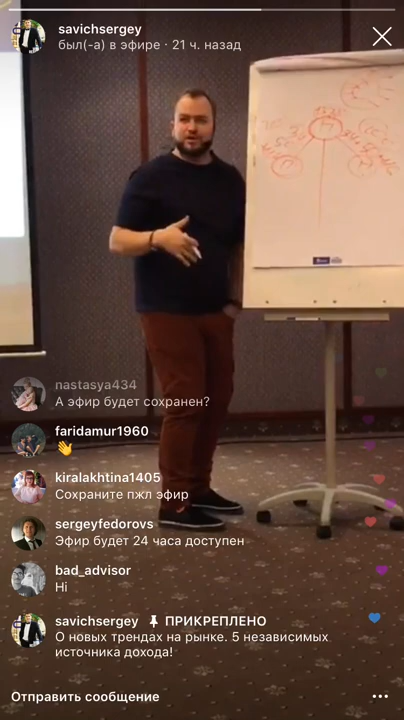 savichsergey
был(-а) в эфире · 21 ч. назад
nastasya434
А эфир будет сохранен?
faridamur1960
👋
kiralakhtina1405
Сохраните пжл эфир
sergeyfedorovs
Эфир будет 24 часа доступен
bad_advisor
Hi
savichsergey ПРИКРЕПЛЕНО
О новых трендах на рынке. 5 независимых
источника дохода!
Отправить сообщение